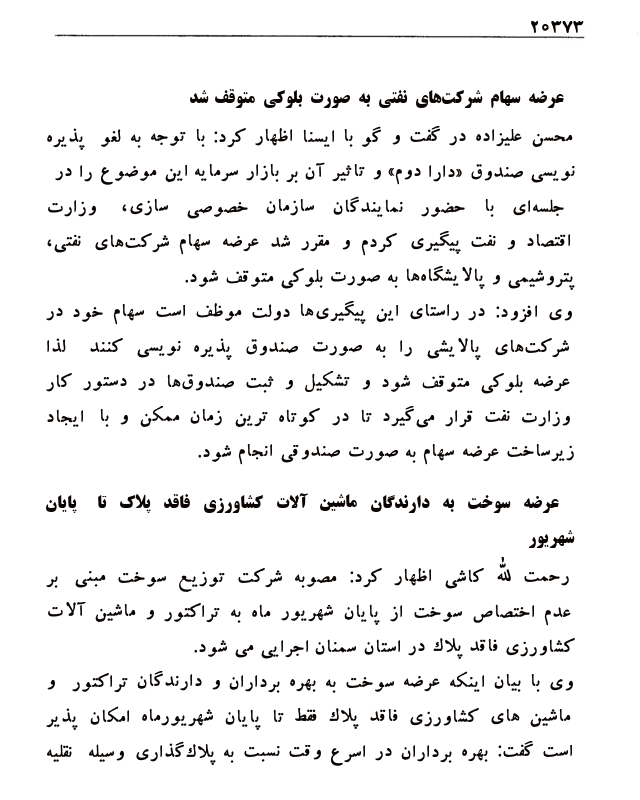 ۲۰۳۷۳
عرضه سهام شرکت‌های نفتی به صورت بلوکی متوقف شد
محسن علیزاده در گفت و گو با ایسنا اظهار کرد: با توجه به لغو پذیره
نویسی صندوق «دارا دوم» و تاثیر آن بر بازار سرمایه این موضوع را در
جلسه‌ای با حضور نمایندگان سازمان خصوصی سازی، وزارت
اقتصاد و نفت پیگیری کردم و مقرر شد عرضه سهام شرکت‌های نفتی،
پتروشیمی و پالایشگاه‌ها به صورت بلوکی متوقف شود.
وی افزود: در راستای این پیگیری‌ها دولت موظف است سهام خود در
شرکت‌های پالایشی را به صورت صندوق پذیره نویسی کنند لذا
عرضه بلوکی متوقف شود و تشکیل و ثبت صندوق‌ها در دستور کار
وزارت نفت قرار می‌گیرد تا در کوتاه ترین زمان ممکن و با ایجاد
زیرساخت عرضه سهام به صورت صندوقی انجام شود.
عرضه سوخت به دارندگان ماشین آلات کشاورزی فاقد پلاک تا پایان
شهریور
رحمت لله کاشی اظهار کرد: مصوبه شرکت توزیع سوخت مبنی بر
عدم اختصاص سوخت از پایان شهریور ماه به تراکتور و ماشین آلات
کشاورزی فاقد پلاك در استان سمنان اجرایی می شود.
وی با بیان اینکه عرضه سوخت به بهره برداران و دارندگان تراکتور و
ماشین های کشاورزی فاقد پلاك فقط تا پایان شهریورماه امکان پذیر
است گفت: بهره برداران در اسرع وقت نسبت به پلاك‌گذاری وسیله نقلیه